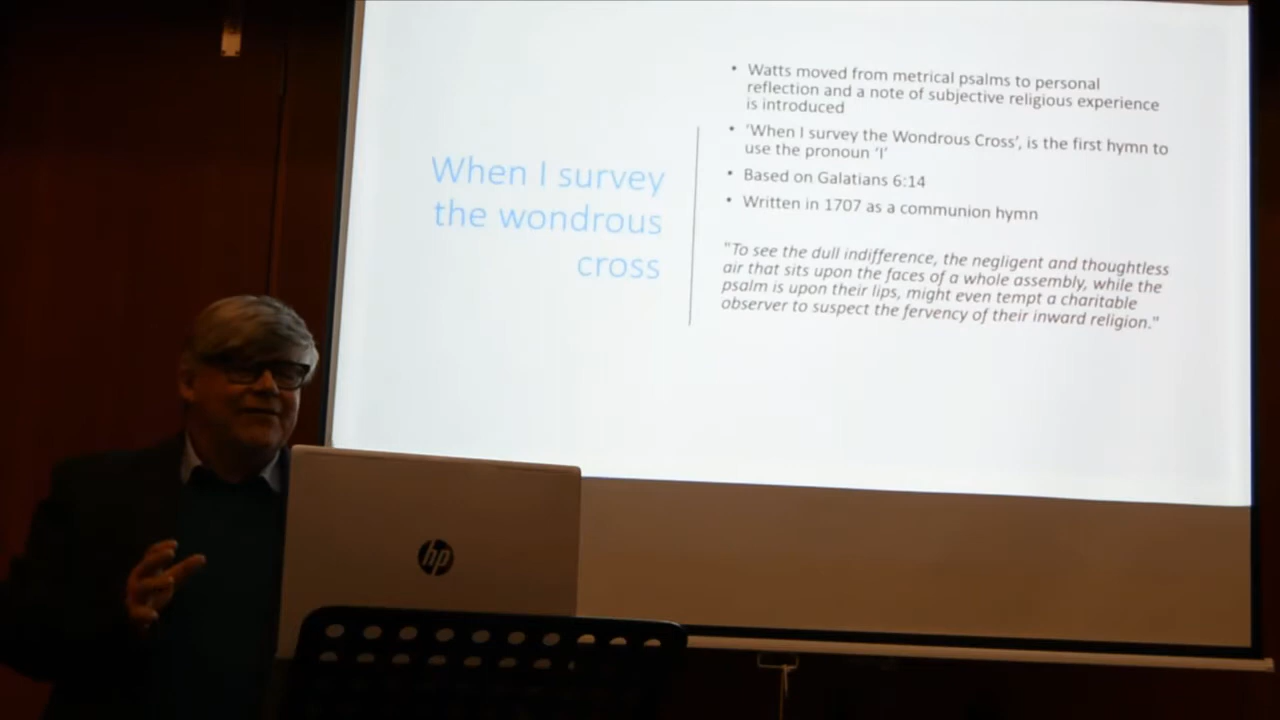 When I survey
the wondrous
cross
• Watts moved from metrical psalms to personal
reflection and a note of subjective religious experience
is introduced
• 'When I survey the Wondrous Cross', is the first hymn to
use the pronoun 'I'
• Based on Galatians 6:14
• Written in 1707 as a communion hymn
"To see the dull indifference, the negligent and thoughtless
air that sits upon the faces of a whole assembly, while the
psalm is upon their lips, might even tempt a charitable
observer to suspect the fervency of their inward religion."
hp